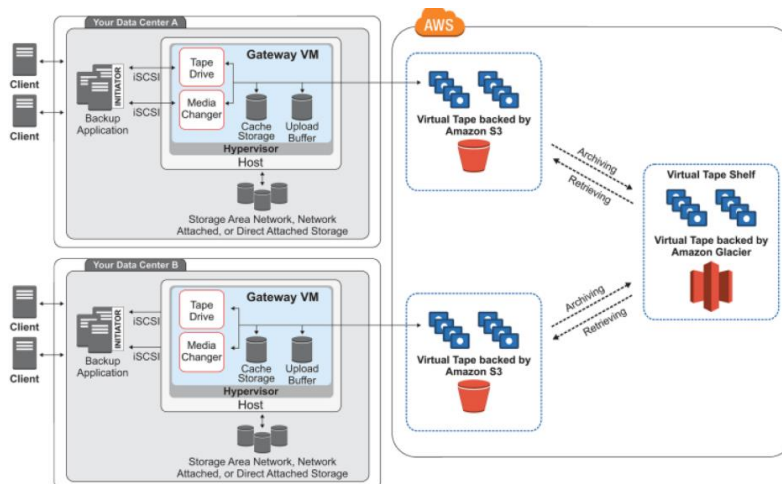 Your Data Center A
Client
Client
INITIATOR
Backup
Application
iSCSI
iSCSI
Gateway VM
Tape
Drive
Media
Changer
Cache
Storage
Upload
Buffer
Hypervisor
Host
Storage Area Network, Network
Attached, or Direct Attached Storage
Your Data Center B
Client
Client
INITIATOR
Backup
Application
iSCSI
iSCSI
Gateway VM
Tape
Drive
Media
Changer
Cache
Storage
Upload
Buffer
Hypervisor
Host
Storage Area Network, Network
Attached, or Direct Attached Storage
AWS
Virtual Tape backed by
Amazon S3
Archiving
Retrieving
Virtual Tape Shelf
Virtual Tape backed by
Amazon Glacier
Archiving
Retrieving
Virtual Tape backed by
Amazon S3